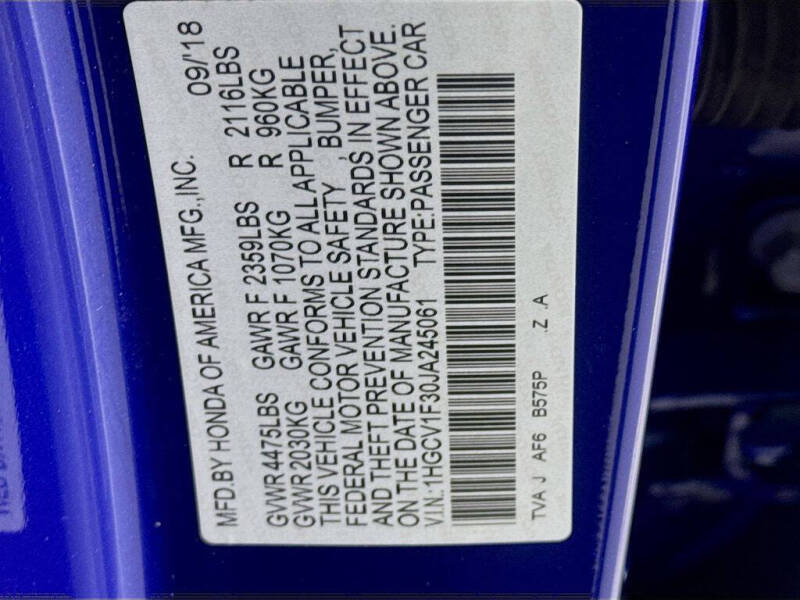 MFD.BY HONDA OF AMERICA MFG.,INC. 09/'18
GVWR 4475LBS GAWR F 2359LBS R 2116LBS
GVWR 2030KG GAWR F 1070KG R 960KG
THIS VEHICLE CONFORMS TO ALL APPLICABLE
FEDERAL MOTOR VEHICLE SAFETY , BUMPER,
AND THEFT PREVENTION STANDARDS IN EFFECT
ON THE DATE OF MANUFACTURE SHOWN ABOVE.
V.I.N.:1HGCV1F30JA245061 TYPE:PASSENGER CAR
TVA J AF6 B575P .Z .A